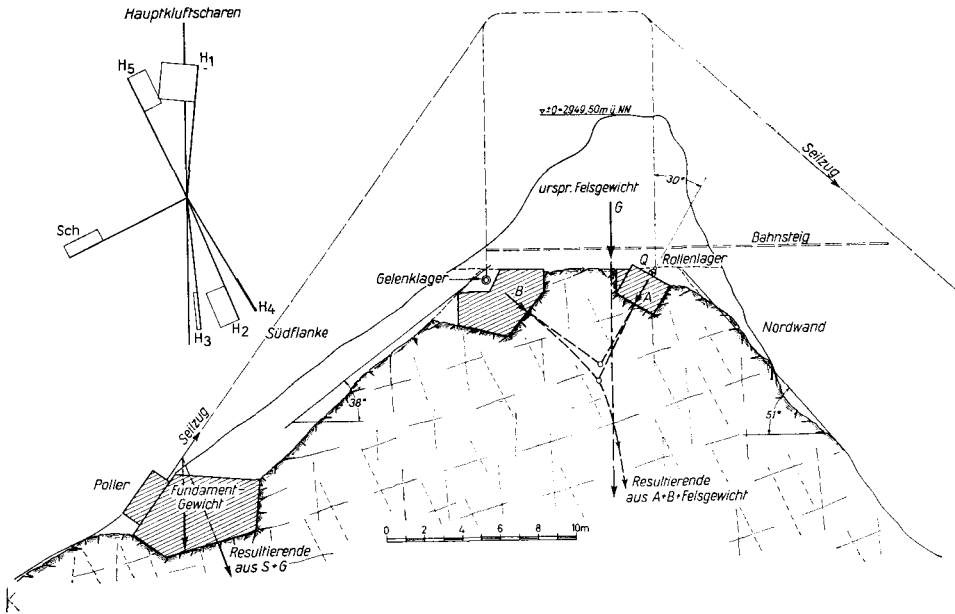 Hauptkluftscharen
H5
H1
Sch
H4
H2
H3
▽±0=2949,50m ü.NN
30°
Seilzug
urspr. Felsgewicht
G
Bahnsteig
Q Rollenlager
Gelenklager
B
A
Südflanke
Nordwand
38°
51°
Seilzug
Poller
Fundament-
Gewicht
Resultierende
aus A+B+Felsgewicht
0 2 4 6 8 10m
Resultierende
aus S+G
K